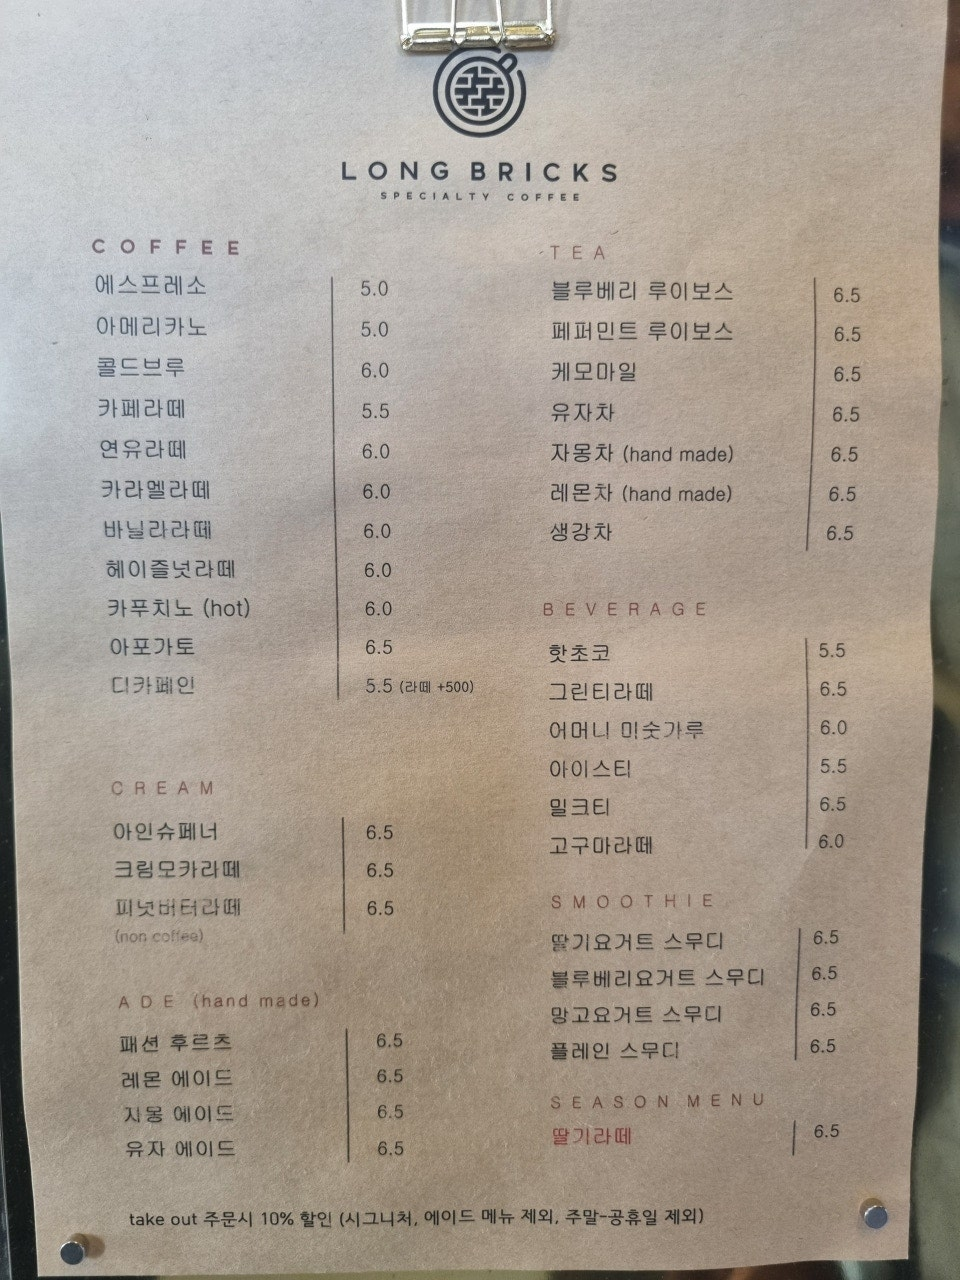 LONG BRICKS
SPECIALTY COFFEE
COFFEE
에스프레소 5.0
아메리카노 5.0
콜드브루 6.0
카페라떼 5.5
연유라떼 6.0
카라멜라떼 6.0
바닐라라떼 6.0
헤이즐넛라떼 6.0
카푸치노 (hot) 6.0
아포가토 6.5
디카페인 5.5 (라떼 +500)
CREAM
아인슈페너 6.5
크림모카라떼 6.5
피넛버터라떼 6.5
(non coffee)
ADE (hand made)
패션 후르츠 6.5
레몬 에이드 6.5
자몽 에이드 6.5
유자 에이드 6.5
TEA
블루베리 루이보스 6.5
페퍼민트 루이보스 6.5
케모마일 6.5
유자차 6.5
자몽차 (hand made) 6.5
레몬차 (hand made) 6.5
생강차 6.5
BEVERAGE
핫초코 5.5
그린티라떼 6.5
어머니 미숫가루 6.0
아이스티 5.5
밀크티 6.5
고구마라떼 6.0
SMOOTHIE
딸기요거트 스무디 6.5
블루베리요거트 스무디 6.5
망고요거트 스무디 6.5
플레인 스무디 6.5
SEASON MENU
딸기라떼 6.5
take out 주문시 10% 할인 (시그니처, 에이드 메뉴 제외, 주말-공휴일 제외)